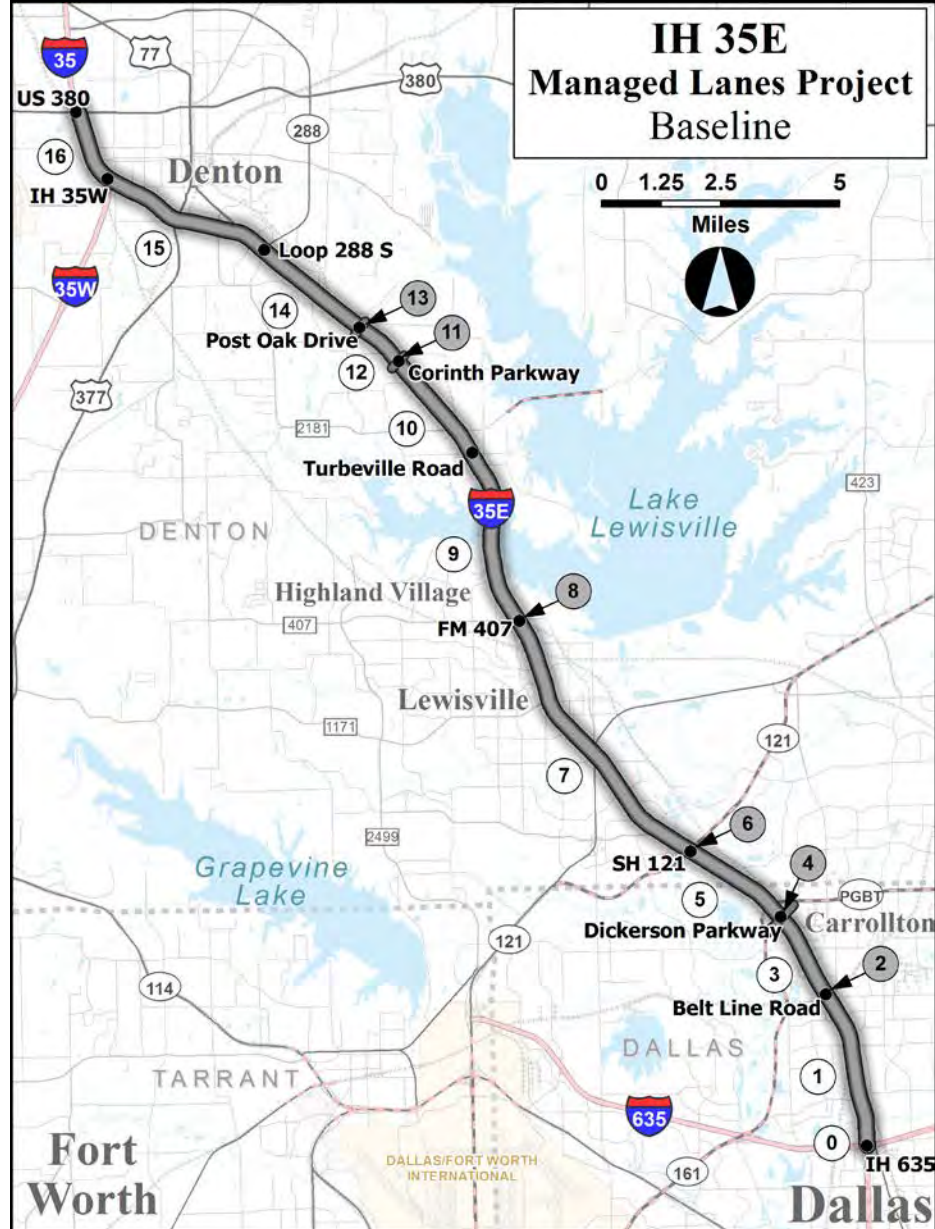 IH 35E
Managed Lanes Project
Baseline
0 1.25 2.5 5
Miles
35
77
380
US 380
288
16
Denton
IH 35W
15
Loop 288 S
35W
14
13
Post Oak Drive
11
12
Corinth Parkway
377
2181
10
Turbeville Road
423
35E
Lake
Lewisville
DENTON
9
Highland Village
8
407
FM 407
Lewisville
1171
121
7
2499
6
SH 121
Grapevine
Lake
5
4
PGBT
Dickerson Parkway
Carrollton
121
3
2
114
Belt Line Road
DALLAS
TARRANT
1
635
0
Fort
Worth
DALLAS/FORT WORTH
INTERNATIONAL
161
IH 635
Dallas